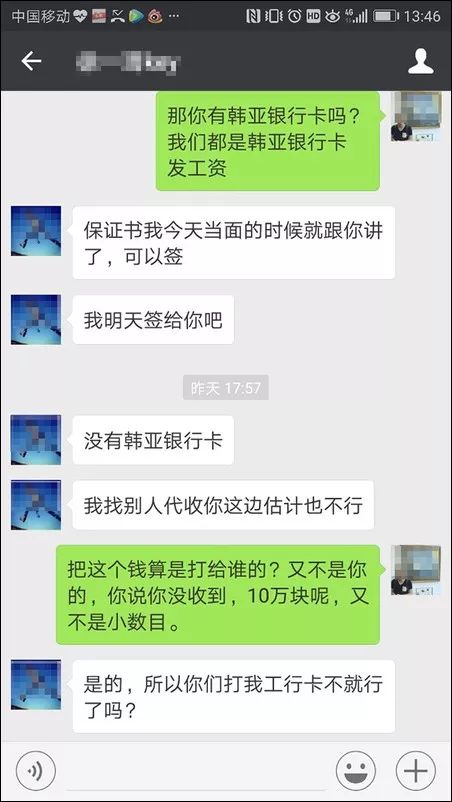 中国移动 HD 4G 13:46
那你有韩亚银行卡吗？
我们都是韩亚银行卡
发工资
保证书我今天当面的时候就跟你讲
了，可以签
我明天签给你吧
昨天 17:57
没有韩亚银行卡
我找别人代收你这边估计也不行
把这个钱算是打给谁的？又不是你
的，你说你没收到，10万块呢，又
不是小数目。
是的，所以你们打我工行卡不就行
了吗？